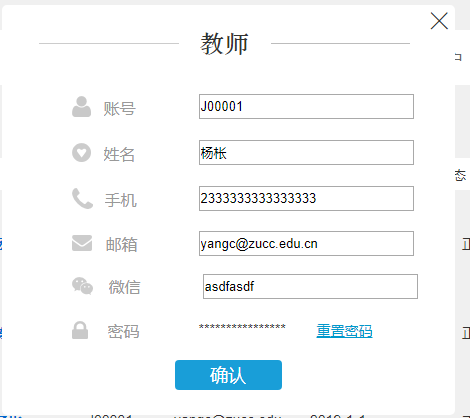 教师
账号 J00001
姓名 杨枨
手机 2333333333333333
邮箱 yangc@zucc.edu.cn
微信 asdfasdf
密码 **************** 重置密码
确认